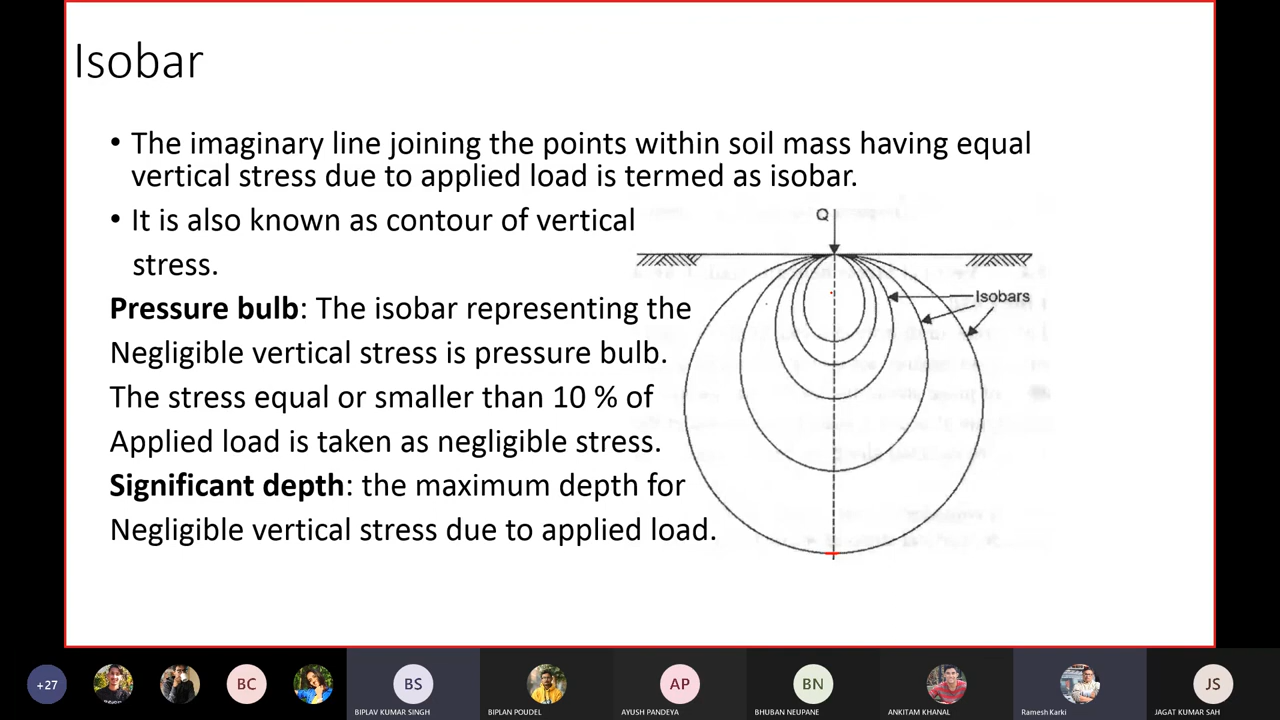 Isobar
• The imaginary line joining the points within soil mass having equal
vertical stress due to applied load is termed as isobar.
• It is also known as contour of vertical
stress.
Q
Isobars
Pressure bulb: The isobar representing the
Negligible vertical stress is pressure bulb.
The stress equal or smaller than 10 % of
Applied load is taken as negligible stress.
Significant depth: the maximum depth for
Negligible vertical stress due to applied load.
+27
BC
BS
AP
BN
JS
BIPLAV KUMAR SINGH
BIPLAN POUDEL
AYUSH PANDEYA
BHUBAN NEUPANE
ANKITAM KHANAL
Ramesh Karki
JAGAT KUMAR SAH